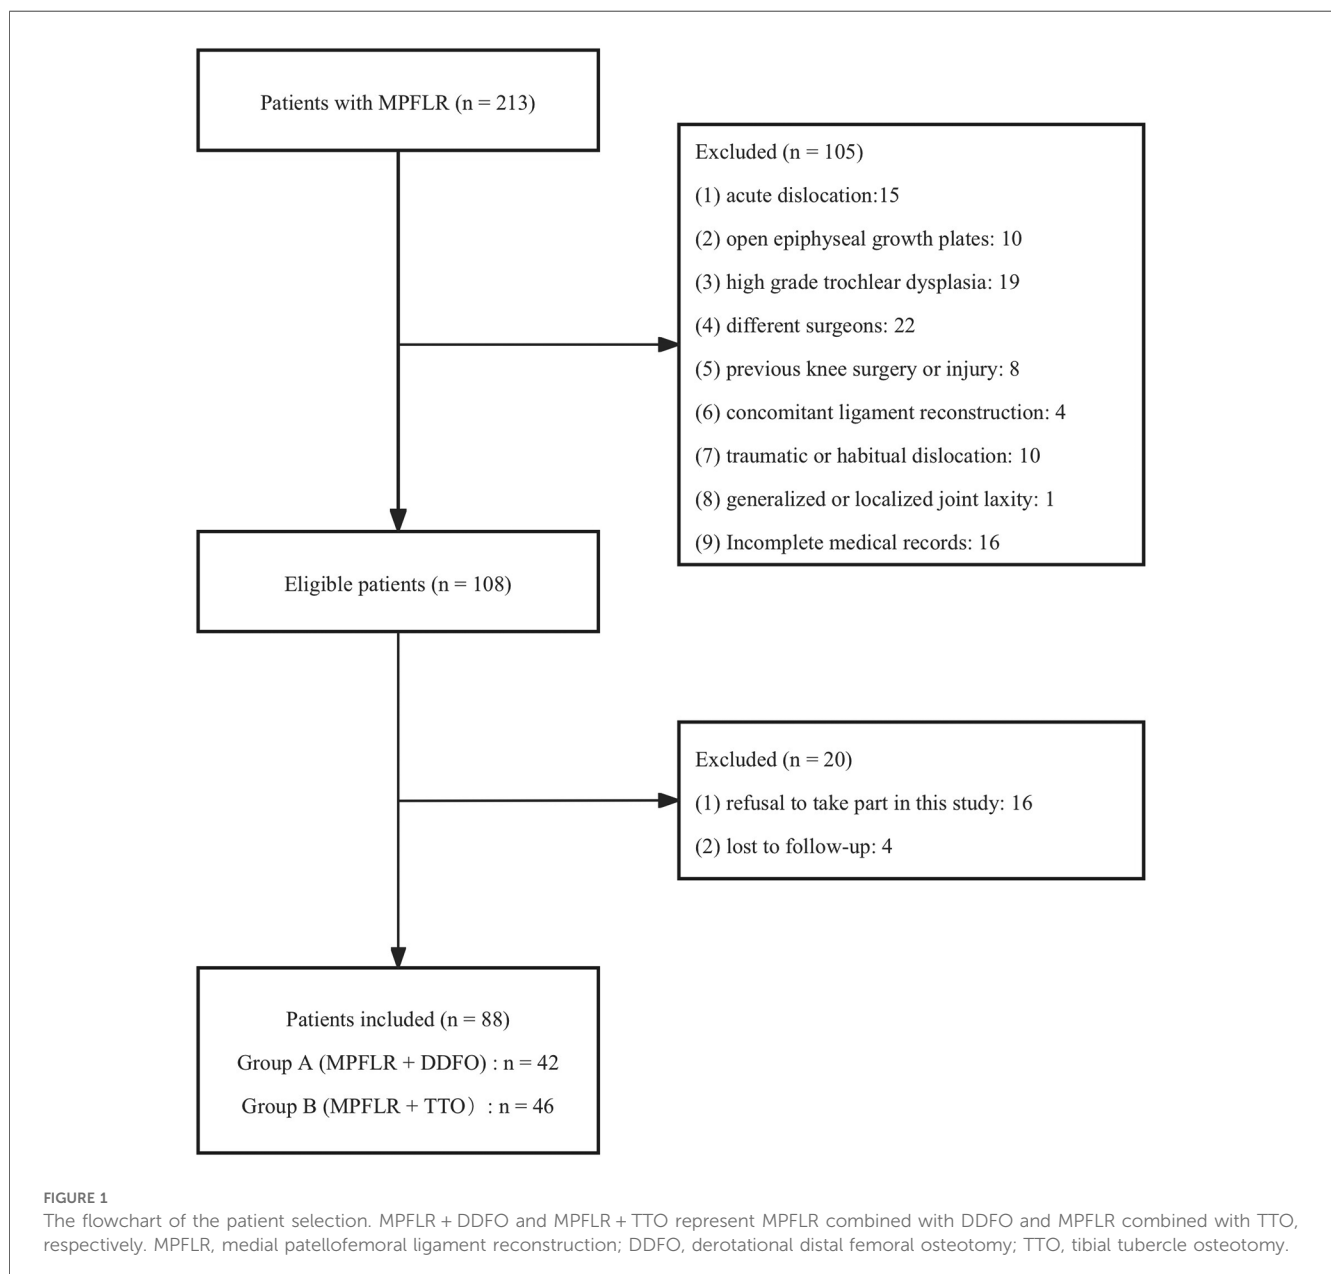 Patients with MPFLR (n = 213)
Excluded (n = 105)
(1) acute dislocation:15
(2) open epiphyseal growth plates: 10
(3) high grade trochlear dysplasia: 19
(4) different surgeons: 22
(5) previous knee surgery or injury: 8
(6) concomitant ligament reconstruction: 4
(7) traumatic or habitual dislocation: 10
(8) generalized or localized joint laxity: 1
(9) Incomplete medical records: 16
Eligible patients (n = 108)
Excluded (n = 20)
(1) refusal to take part in this study: 16
(2) lost to follow-up: 4
Patients included (n = 88)
Group A (MPFLR + DDFO) : n = 42
Group B (MPFLR + TTO）: n = 46
FIGURE 1
The flowchart of the patient selection. MPFLR + DDFO and MPFLR + TTO represent MPFLR combined with DDFO and MPFLR combined with TTO,
respectively. MPFLR, medial patellofemoral ligament reconstruction; DDFO, derotational distal femoral osteotomy; TTO, tibial tubercle osteotomy.